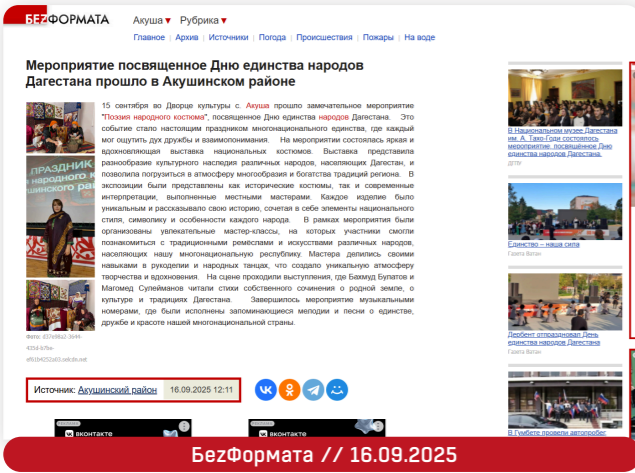 БЕZФОРМАТА
Акуша Рубрика
Главное Архив Источники Погода Происшествия Пожары На воде
Мероприятие посвященное Дню единства народов
Дагестана прошло в Акушинском районе
15 сентября во Дворце культуры с. Акуша прошло замечательное мероприятие
"Поэзия народного костюма", посвященное Дню единства народов Дагестана. Это
событие стало настоящим праздником многонационального единства, где каждый
мог ощутить дух дружбы и взаимопонимания. На мероприятии состоялась яркая и
вдохновляющая выставка национальных костюмов. Выставка представила
разнообразие культурного наследия различных народов, населяющих Дагестан, и
позволила погрузиться в атмосферу многообразия и богатства традиций региона. В
экспозиции были представлены как исторические костюмы, так и современные
интерпретации, выполненные местными мастерами. Каждое изделие было
уникальным и рассказывало свою историю, сочетая в себе элементы национального
стиля, символику и особенности каждого народа. В рамках мероприятия были
организованы увлекательные мастер-классы, на которых участники смогли
познакомиться с традиционными ремёслами и искусствами различных народов,
населяющих нашу многонациональную республику. Мастера делились своими
навыками в рукоделии и народных танцах, что создало уникальную атмосферу
творчества и вдохновения. На сцене проходили выступления, где Бахмуд Булатов и
Магомед Сулейманов читали стихи собственного сочинения о родной земле, о
культуре и традициях Дагестана. Завершилось мероприятие музыкальными
номерами, где были исполнены запоминающиеся мелодии и песни о единстве,
дружбе и красоте нашей многонациональной страны.
Источник: Акушинский район 16.09.2025 12:11
вконтакте
вконтакте
В Национальном музее Дагестана
им. А. Тахо-Годи состоялось
мероприятие, посвящённое Дню
единства народов Дагестана.
ДГПУ
Единство – наша сила
Газета Ватан
Дербент отпраздновал День
единства народов Дагестана
Газета Ватан
В Гумбете провели автопробег
БеzФормата // 16.09.2025